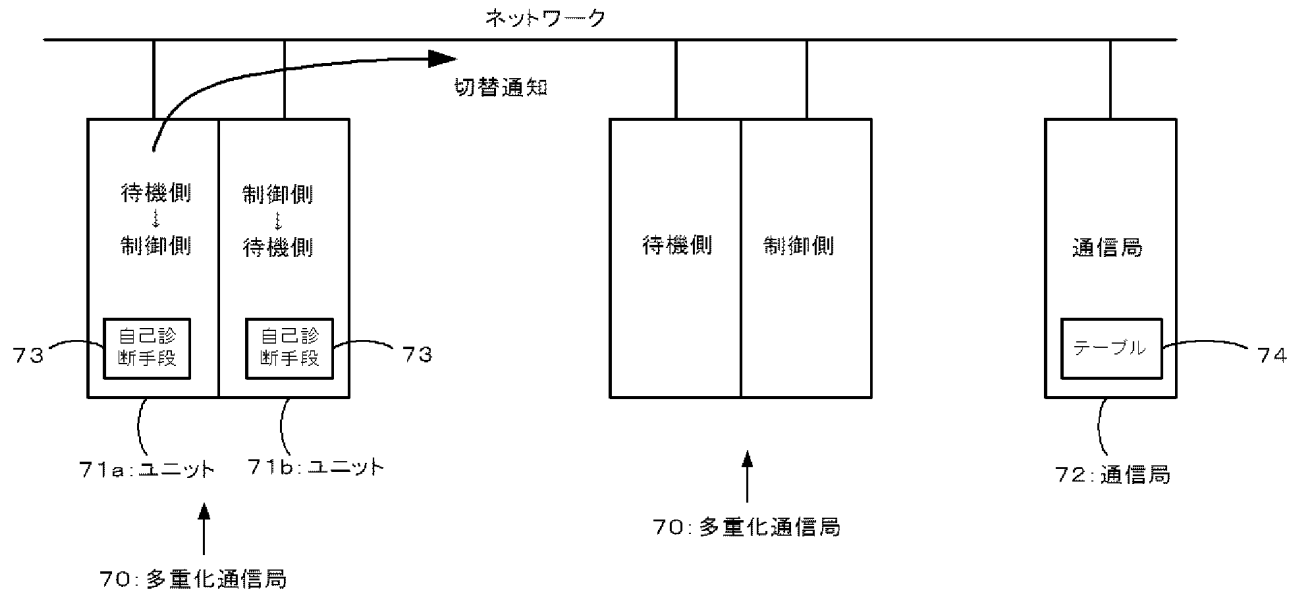 ネットワーク
切替通知
待機側
↓
制御側
制御側
↓
待機側
自己診
断手段
自己診
断手段
73
73
71a:ユニット
71b:ユニット
70:多重化通信局
待機側
制御側
70:多重化通信局
通信局
テーブル
74
72:通信局